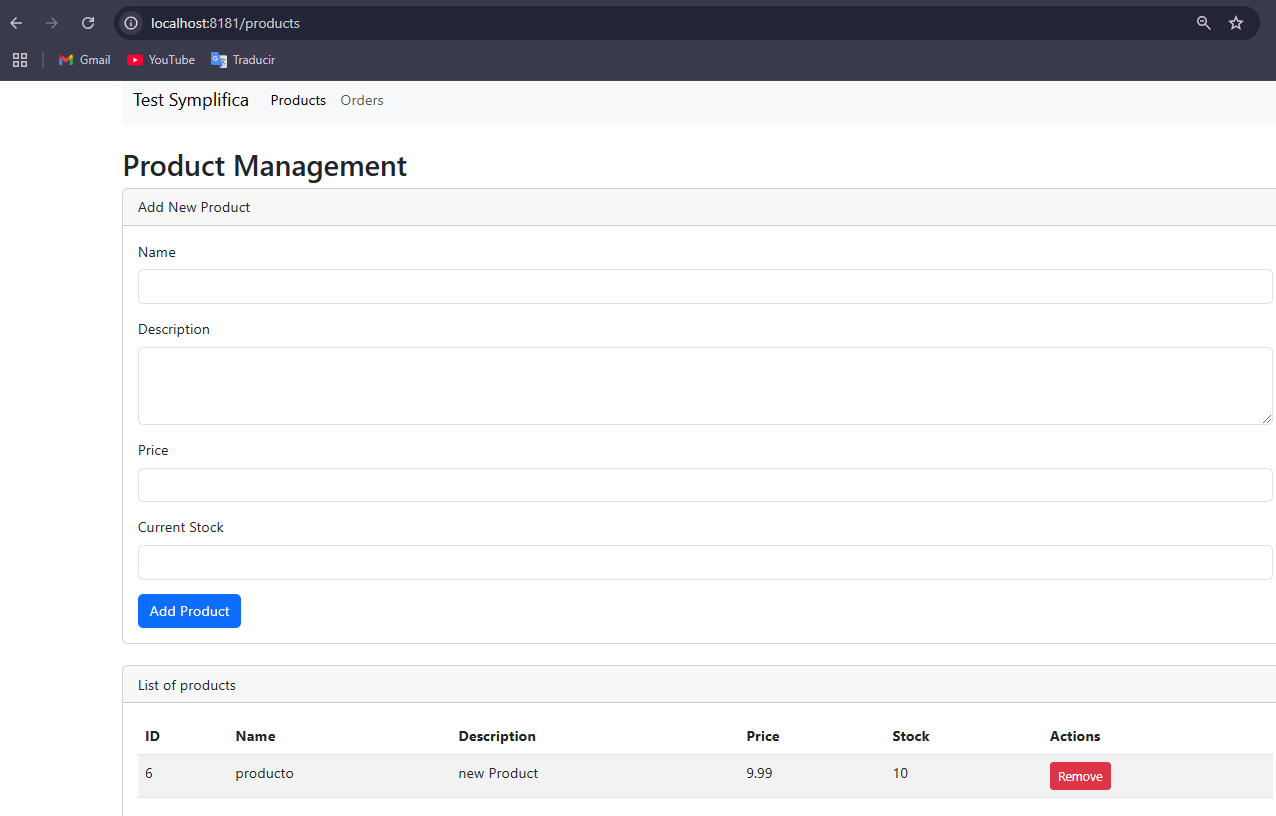 localhost:8181/products
Gmail YouTube Traducir
Test Symplifica Products Orders
Product Management
Add New Product
Name
Description
Price
Current Stock
Add Product
List of products
ID Name Description Price Stock Actions
6 producto new Product 9.99 10 Remove